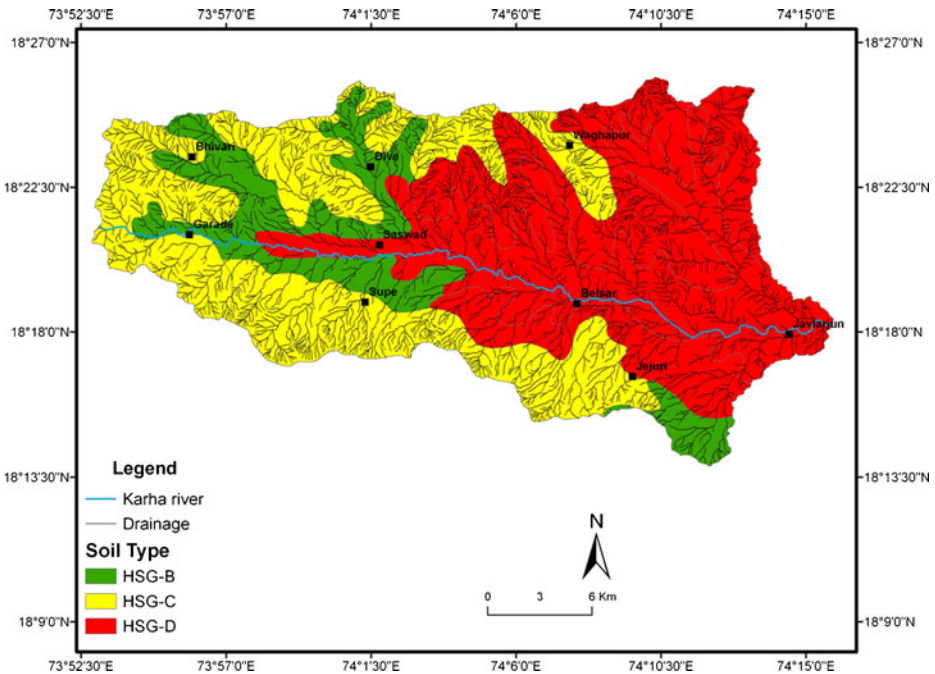 73°52'30"E 73°57'0"E 74°1'30"E 74°6'0"E 74°10'30"E 74°15'0"E
18°27'0"N 18°27'0"N
Waghapur
Bhivari
Dive
18°22'30"N 18°22'30"N
Garade
Saswad
Supe
Belsar
18°18'0"N 18°18'0"N
Javlarjun
Jejuri
18°13'30"N 18°13'30"N
Legend
Karha river
Drainage
Soil Type
HSG-B
HSG-C
HSG-D
N
0 3 6 Km
18°9'0"N 18°9'0"N
73°52'30"E 73°57'0"E 74°1'30"E 74°6'0"E 74°10'30"E 74°15'0"E